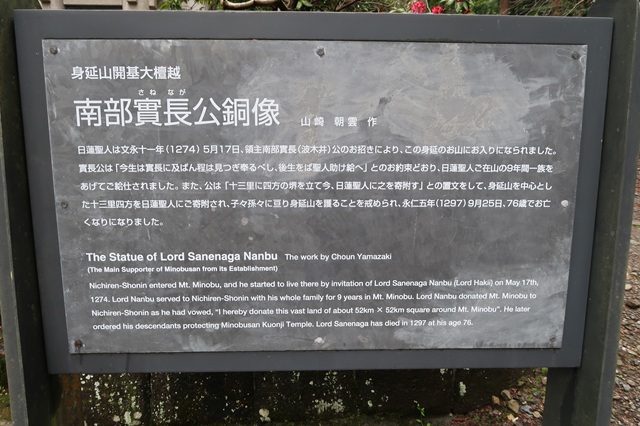 身延山開基大檀越
さね なが
南部實長公銅像 山崎 朝雲 作
日蓮聖人は文永十一年（1274）５月17日、領主南部實長（波木井）公のお招きにより、この身延のお山にお入りになられました。
實長公は「今生は實長に及ばん程は見つぎ奉るべし、後生をば聖人助け給へ」とのお約束どおり、日蓮聖人ご在山の9年間一族を
あげてご給仕されました。また、公は「十三里に四方の堺を立て今、日蓮聖人に之を寄附す」との置文をして、身延山を中心とし
た十三里四方を日蓮聖人にご寄附され、子々孫々に亘り身延山を護ることを戒められ、永仁五年（1297）9月25日、76歳でお亡
くなりになりました。
The Statue of Lord Sanenaga Nanbu The work by Choun Yamazaki
(The Main Supporter of Minobusan from its Establishment)
Nichiren-Shonin entered Mt. Minobu, and he started to live there by invitation of Lord Sanenaga Nanbu (Lord Hakii) on May 17th,
1274. Lord Nanbu served to Nichiren-Shonin with his whole family for 9 years in Mt. Minobu. Lord Nanbu donated Mt. Minobu to
Nichiren-Shonin as he had vowed, "I hereby donate this vast land of about 52km × 52km square around Mt. Minobu". He later
ordered his descendants protecting Minobusan Kuonji Temple. Lord Sanenaga has died in 1297 at his age 76.